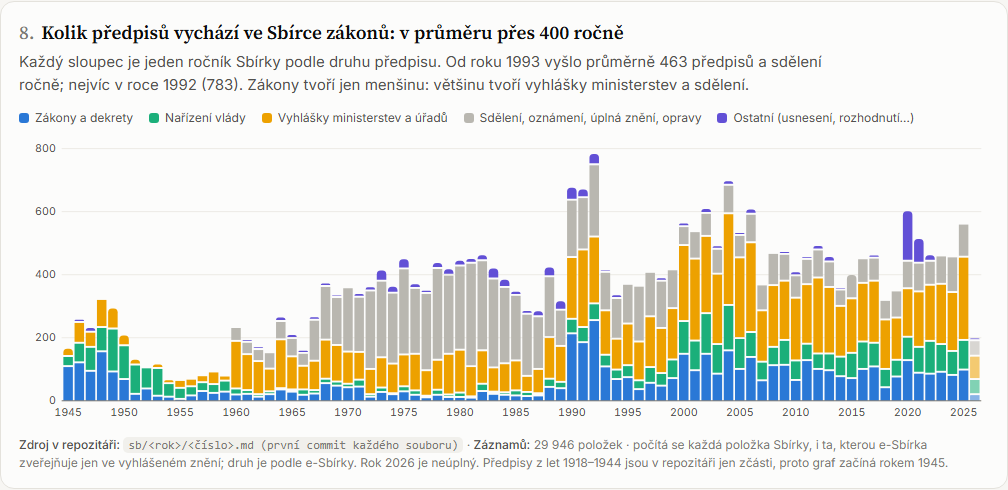 8. Kolik předpisů vychází ve Sbírce zákonů: v průměru přes 400 ročně
Každý sloupec je jeden ročník Sbírky podle druhu předpisu. Od roku 1993 vyšlo průměrně 463 předpisů a sdělení
ročně; nejvíc v roce 1992 (783). Zákony tvoří jen menšinu: většinu tvoří vyhlášky ministerstev a sdělení.
Zákony a dekrety Nařízení vlády Vyhlášky ministerstev a úřadů Sdělení, oznámení, úplná znění, opravy Ostatní (usnesení, rozhodnutí…)
800
600
400
200
0
1945 1950 1955 1960 1965 1970 1975 1980 1985 1990 1995 2000 2005 2010 2015 2020 2025
Zdroj v repozitáři: sb/<rok>/<číslo>.md (první commit každého souboru) · Záznamů: 29 946 položek · počítá se každá položka Sbírky, i ta, kterou e-Sbírka
zveřejňuje jen ve vyhlášeném znění; druh je podle e-Sbírky. Rok 2026 je neúplný. Předpisy z let 1918–1944 jsou v repozitáři jen zčásti, proto graf začíná rokem 1945.